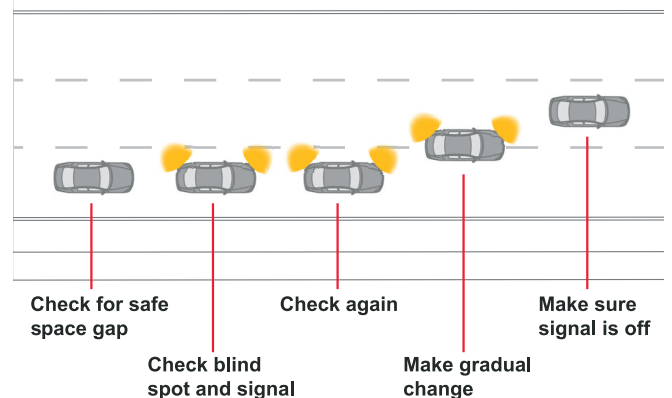 Check for safe
space gap
Check blind
spot and signal
Check again
Make gradual
change
Make sure
signal is off